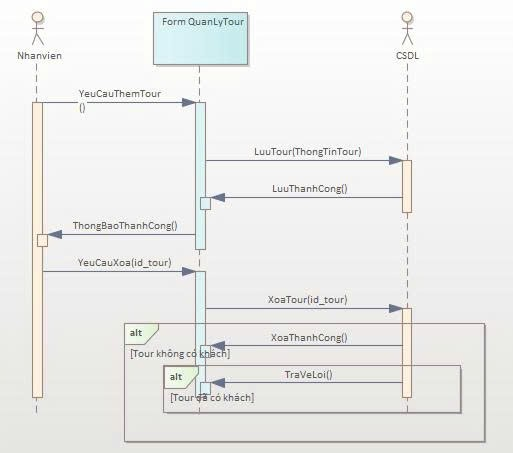 Form QuanLyTour
Nhanvien
CSDL
YeuCauThemTour
()
LuuTour(ThongTinTour)
LuuThanhCong()
ThongBaoThanhCong()
YeuCauXoa(id_tour)
XoaTour(id_tour)
alt
XoaThanhCong()
[Tour không có khách]
alt
TraVeLoi()
[Tour đã có khách]